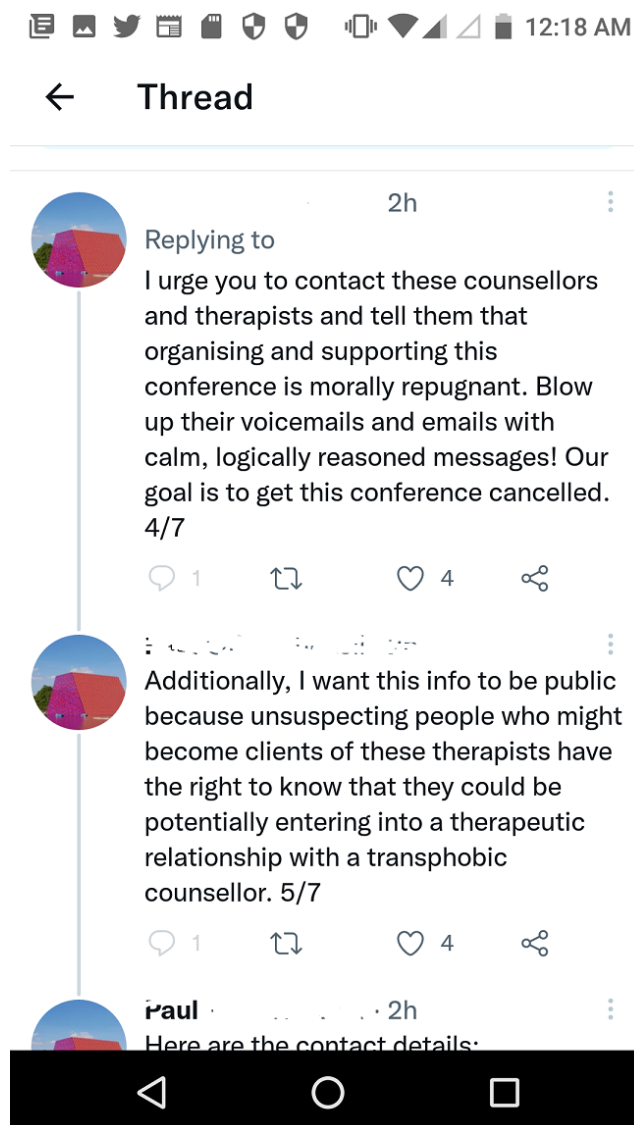 12:18 AM
Thread
2h
Replying to
I urge you to contact these counsellors
and therapists and tell them that
organising and supporting this
conference is morally repugnant. Blow
up their voicemails and emails with
calm, logically reasoned messages! Our
goal is to get this conference cancelled.
4/7
1
4
Additionally, I want this info to be public
because unsuspecting people who might
become clients of these therapists have
the right to know that they could be
potentially entering into a therapeutic
relationship with a transphobic
counsellor. 5/7
1
4
Paul · 2h
Here are the contact details: